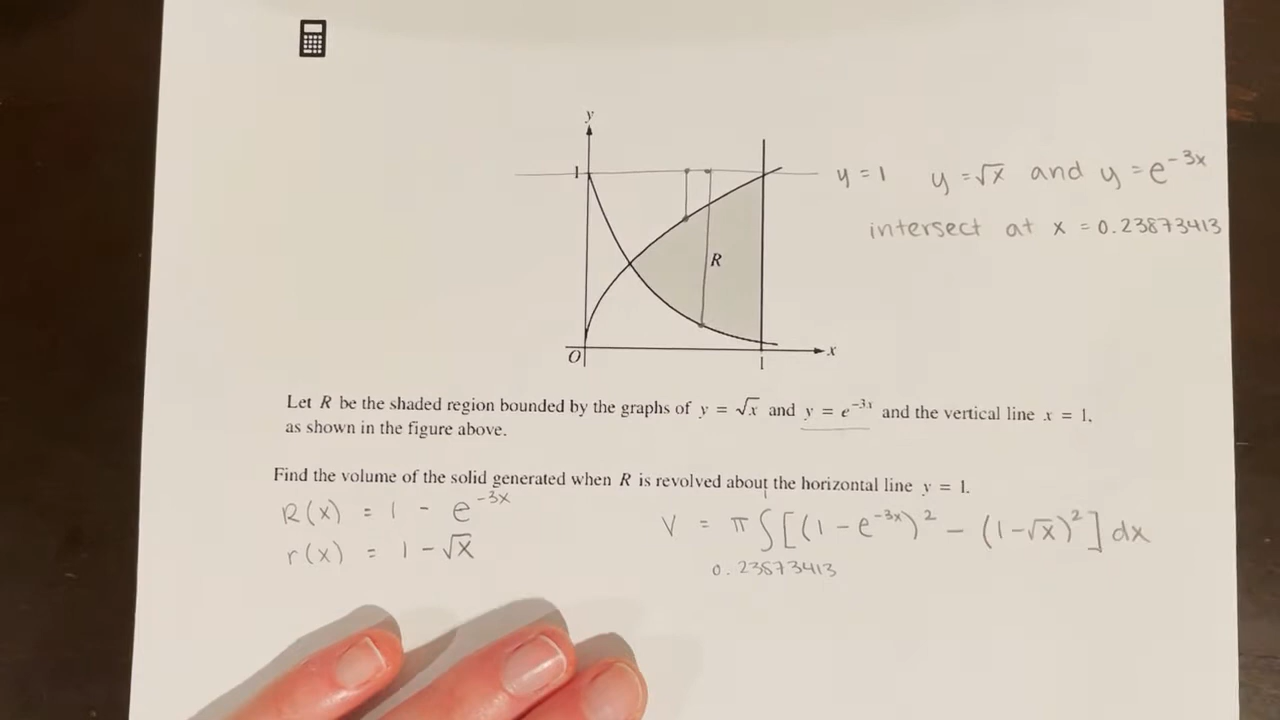 y
1
y = 1 y = √x and y = e^-3x
intersect at x = 0.23873413
R
O
1
x
Let R be the shaded region bounded by the graphs of y = √x and y = e^-3x and the vertical line x = 1,
as shown in the figure above.
Find the volume of the solid generated when R is revolved about the horizontal line y = 1.
R(x) = 1 - e^-3x
r(x) = 1 - √x
V = π∫[(1 - e^-3x)^2 - (1-√x)^2] dx
0.23873413